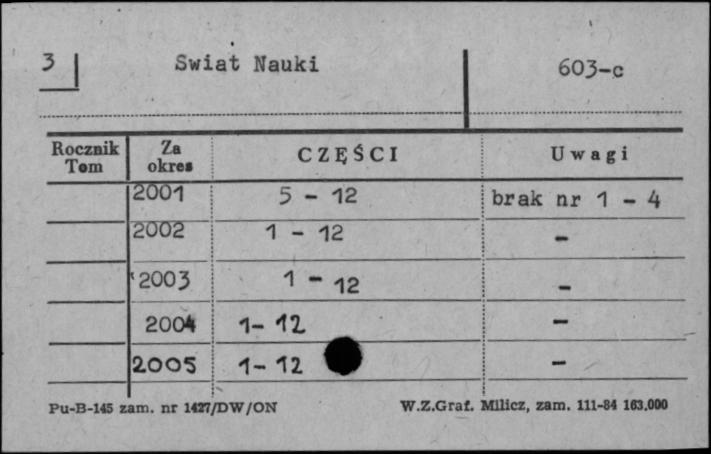 3 Swiat Nauki 603-c
Rocznik Tom Za okres CZĘŚCI Uwagi
2001 5 - 12 brak nr 1 - 4
2002 1 - 12 -
2003 1 - 12 -
2004 1- 12 -
2005 1- 12 -
Pu-B-145 zam. nr 1427/DW/ON W.Z.Graf. Milicz, zam. 111-84 163.000